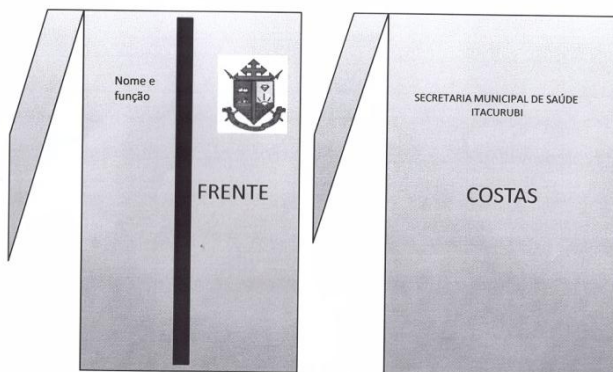 Nome e
função
FRENTE
SECRETARIA MUNICIPAL DE SAÚDE
ITACURUBI
COSTAS